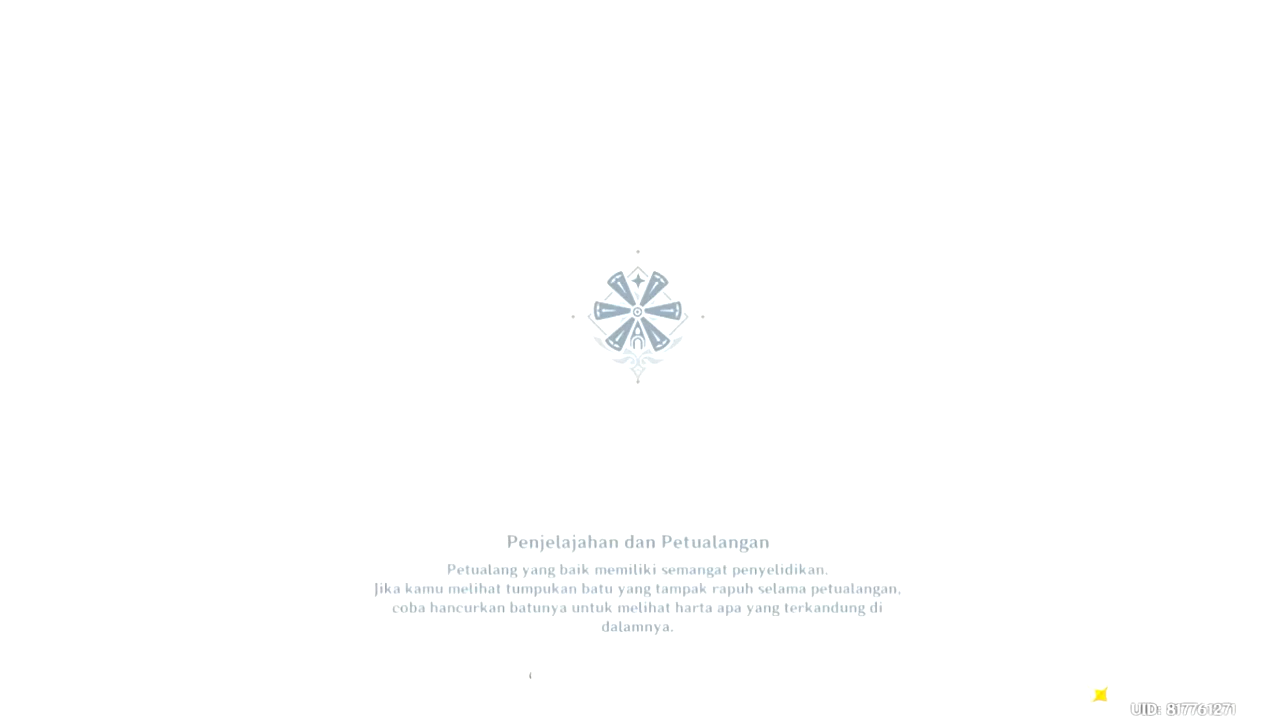 Penjelajahan dan Petualangan
Petualang yang baik memiliki semangat penyelidikan.
Jika kamu melihat tumpukan batu yang tampak rapuh selama petualangan,
coba hancurkan batunya untuk melihat harta apa yang terkandung di
dalamnya.
UID: 817761271